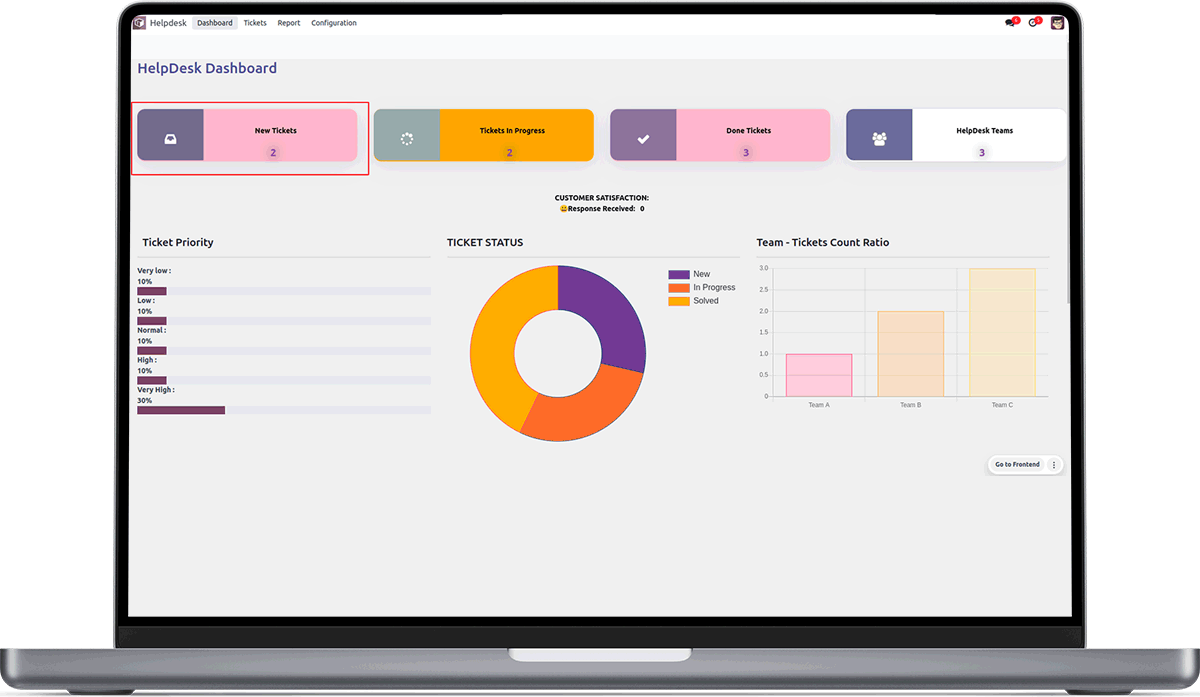 Helpdesk Dashboard Tickets Report Configuration
6 5
HelpDesk Dashboard
New Tickets
2
Tickets In Progress
2
Done Tickets
3
HelpDesk Teams
3
CUSTOMER SATISFACTION:
😀Response Received: 0
Ticket Priority
Very low :
10%
Low :
10%
Normal :
10%
High :
10%
Very High :
30%
TICKET STATUS
New
In Progress
Solved
Team - Tickets Count Ratio
3.0
2.5
2.0
1.5
1.0
0.5
0
Team A Team B Team C
Go to Frontend